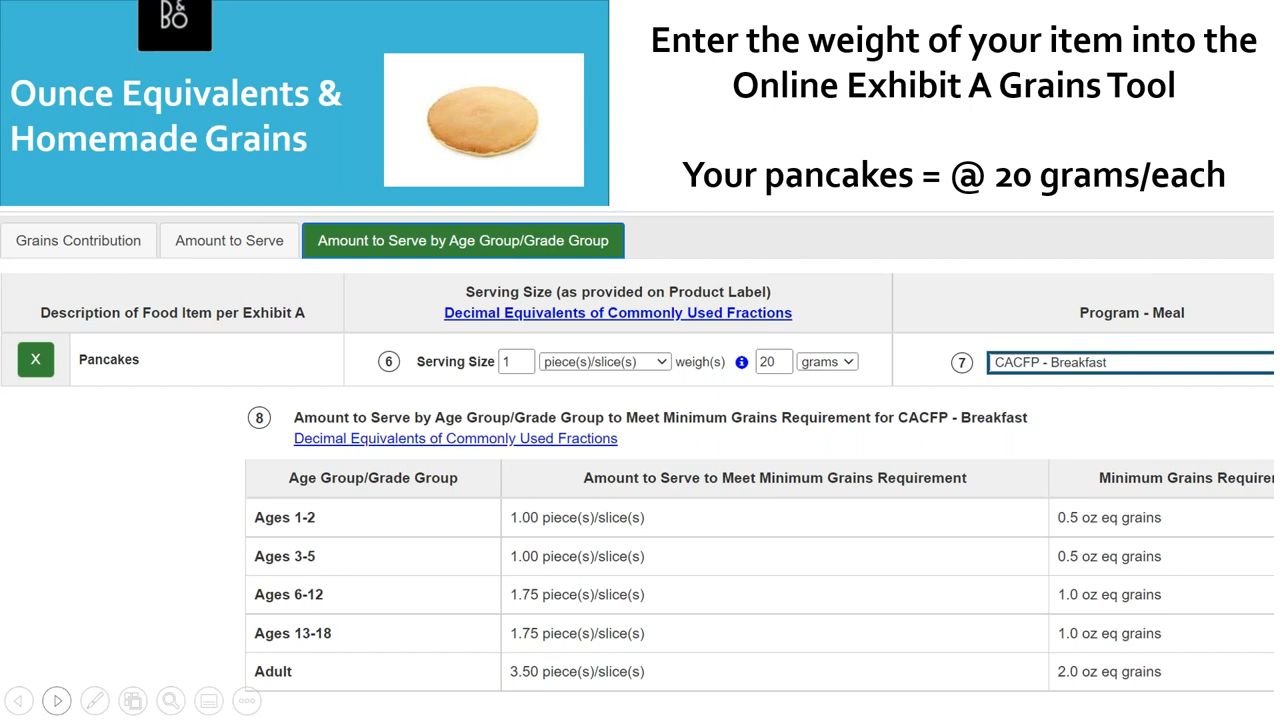 B&
BO
Ounce Equivalents &
Homemade Grains
Enter the weight of your item into the
Online Exhibit A Grains Tool
Your pancakes = @ 20 grams/each
Grains Contribution
Amount to Serve
Amount to Serve by Age Group/Grade Group
Description of Food Item per Exhibit A
Serving Size (as provided on Product Label)
Decimal Equivalents of Commonly Used Fractions
Program - Meal
X Pancakes
6 Serving Size 1 piece(s)/slice(s) weigh(s) i 20 grams
7 CACFP - Breakfast
8 Amount to Serve by Age Group/Grade Group to Meet Minimum Grains Requirement for CACFP - Breakfast
Decimal Equivalents of Commonly Used Fractions
Age Group/Grade Group Amount to Serve to Meet Minimum Grains Requirement Minimum Grains Requirer
Ages 1-2 1.00 piece(s)/slice(s) 0.5 oz eq grains
Ages 3-5 1.00 piece(s)/slice(s) 0.5 oz eq grains
Ages 6-12 1.75 piece(s)/slice(s) 1.0 oz eq grains
Ages 13-18 1.75 piece(s)/slice(s) 1.0 oz eq grains
Adult 3.50 piece(s)/slice(s) 2.0 oz eq grains